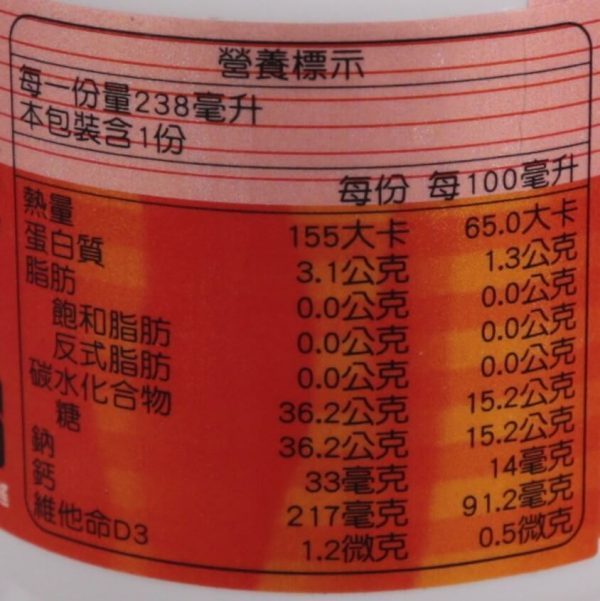 營養標示
每一份量238毫升
本包裝含1份
每份 每100毫升
熱量 155大卡 65.0大卡
蛋白質 3.1公克 1.3公克
脂肪 0.0公克 0.0公克
飽和脂肪 0.0公克 0.0公克
反式脂肪 0.0公克 0.0公克
碳水化合物 36.2公克 15.2公克
糖 36.2公克 15.2公克
鈉 33毫克 14毫克
鈣 217毫克 91.2毫克
維他命D3 1.2微克 0.5微克